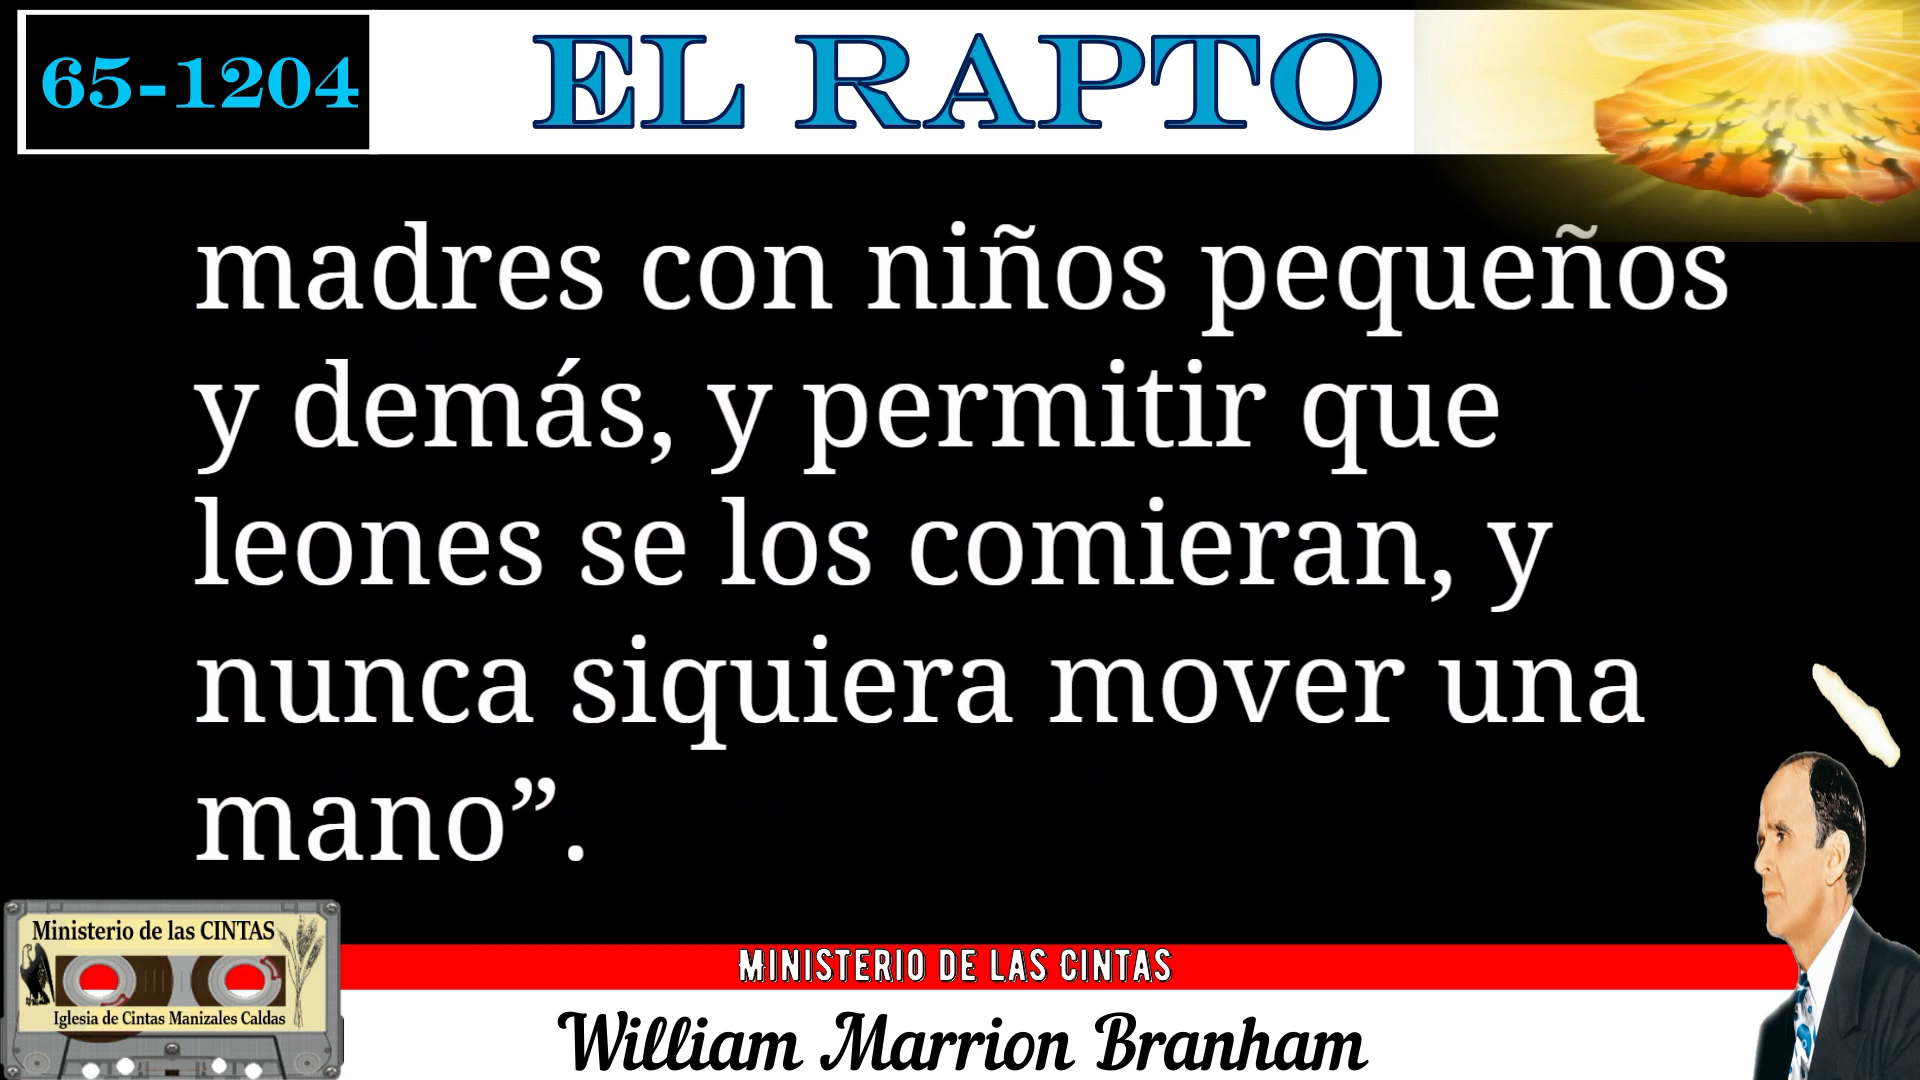 65-1204
EL RAPTO
madres con niños pequeños
y demás, y permitir que
leones se los comieran, y
nunca siquiera mover una
mano”.
Ministerio de las CINTAS
Iglesia de Cintas Manizales Caldas
MINISTERIO DE LAS CINTAS
William Marrion Branham